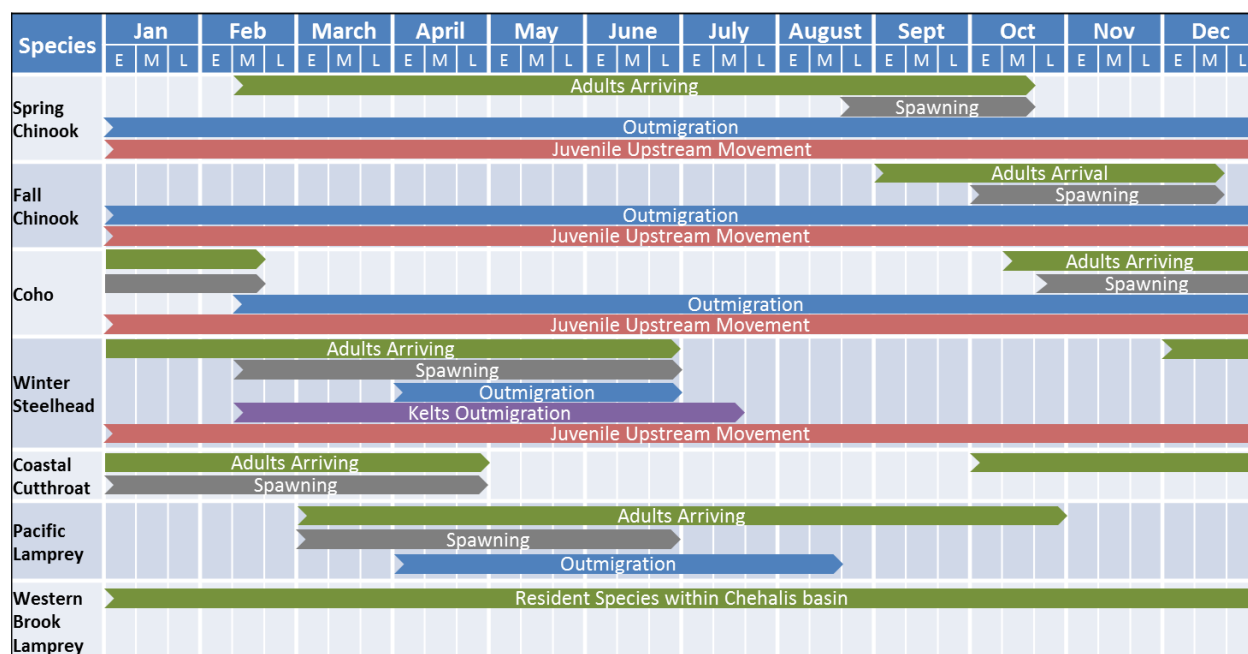 Species Jan Feb March April May June July August Sept Oct Nov Dec
E M L E M L E M L E M L E M L E M L E M L E M L E M L E M L E M L E M L
Spring
Chinook
Adults Arriving
Spawning
Outmigration
Juvenile Upstream Movement
Fall
Chinook
Adults Arrival
Spawning
Outmigration
Juvenile Upstream Movement
Coho
Adults Arriving
Spawning
Outmigration
Juvenile Upstream Movement
Winter
Steelhead
Adults Arriving
Spawning
Outmigration
Kelts Outmigration
Juvenile Upstream Movement
Coastal
Cutthroat
Adults Arriving
Spawning
Pacific
Lamprey
Adults Arriving
Spawning
Outmigration
Western
Brook
Lamprey
Resident Species within Chehalis basin